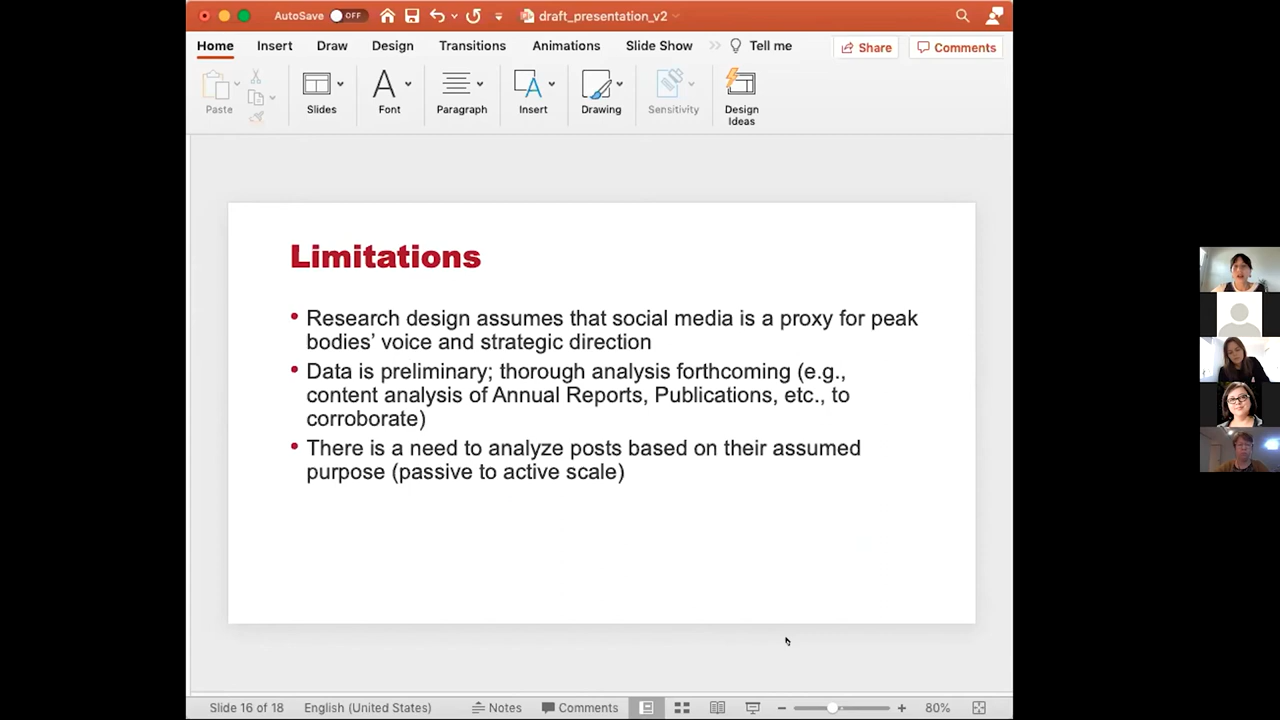 AutoSave OFF draft_presentation_v2
Home Insert Draw Design Transitions Animations Slide Show Tell me Share Comments
Paste Slides Font Paragraph Insert Drawing Sensitivity Design
Ideas
Limitations
• Research design assumes that social media is a proxy for peak
bodies’ voice and strategic direction
• Data is preliminary; thorough analysis forthcoming (e.g.,
content analysis of Annual Reports, Publications, etc., to
corroborate)
• There is a need to analyze posts based on their assumed
purpose (passive to active scale)
Slide 16 of 18 English (United States) Notes Comments 80%